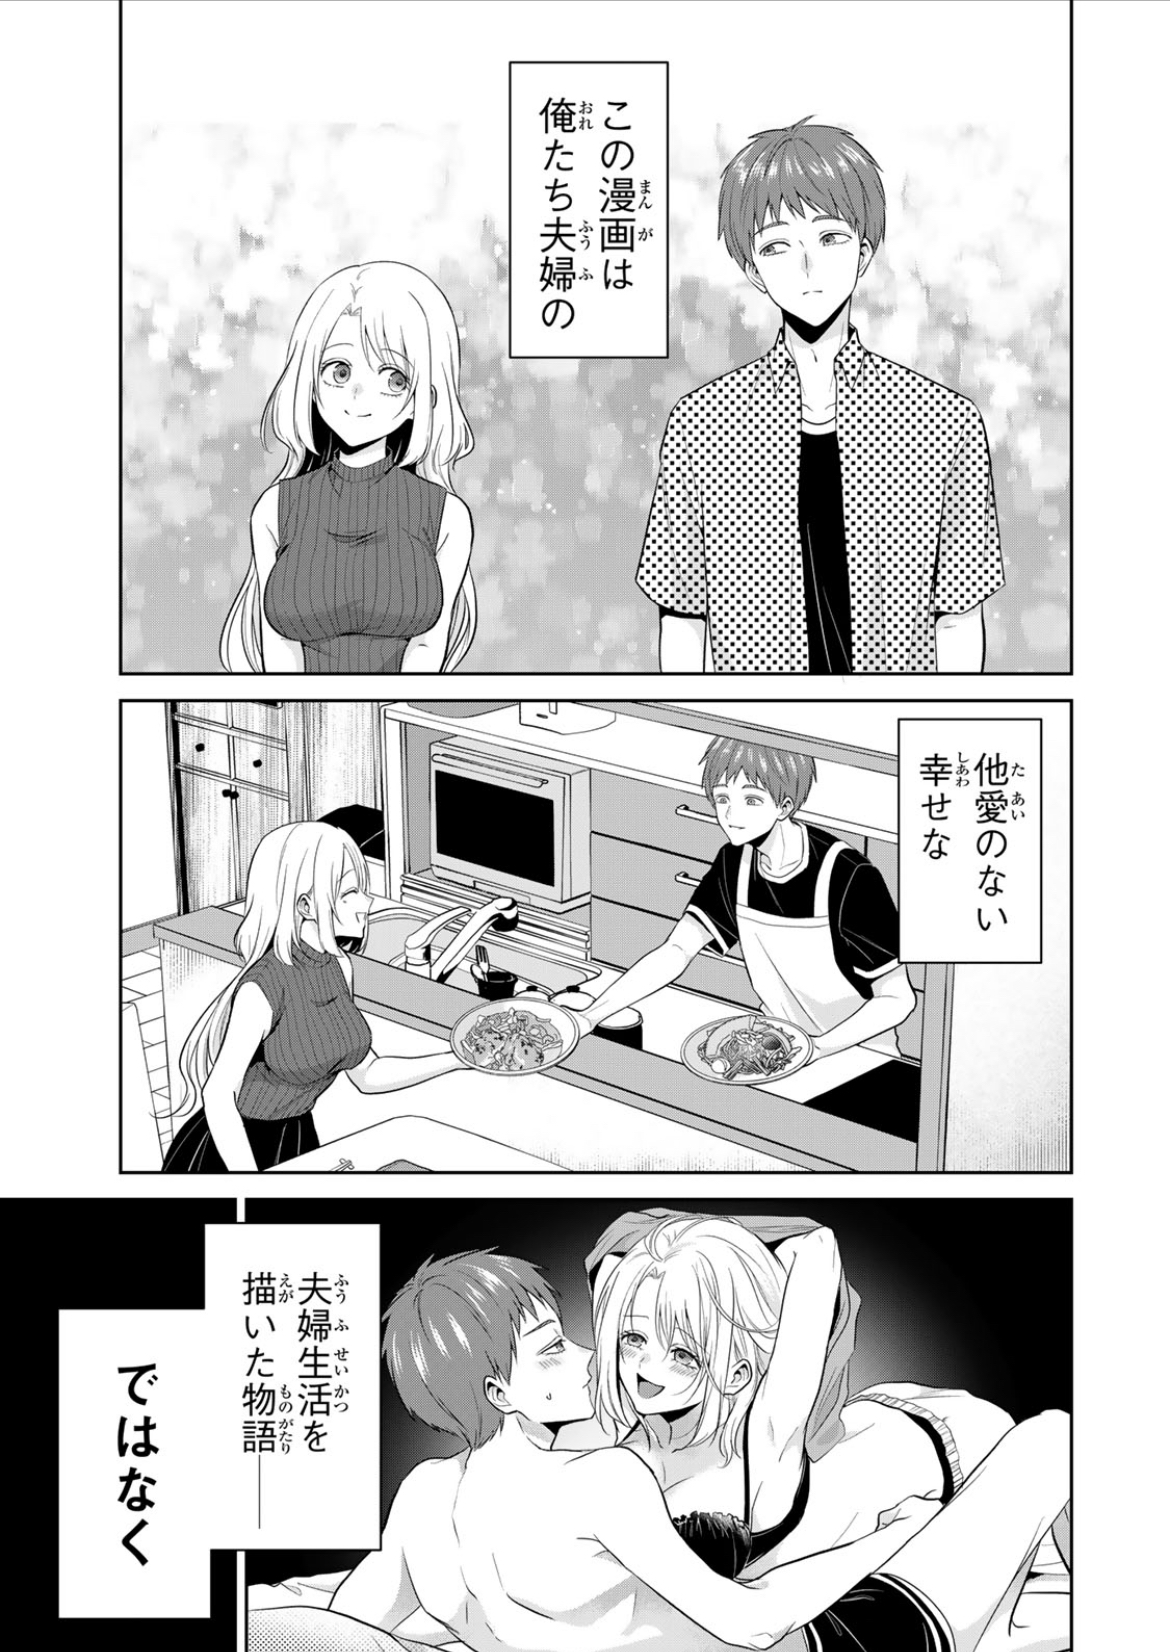 この漫画は
俺たち夫婦の
他愛のない
幸せな
夫婦生活を
描いた物語――
ではなく